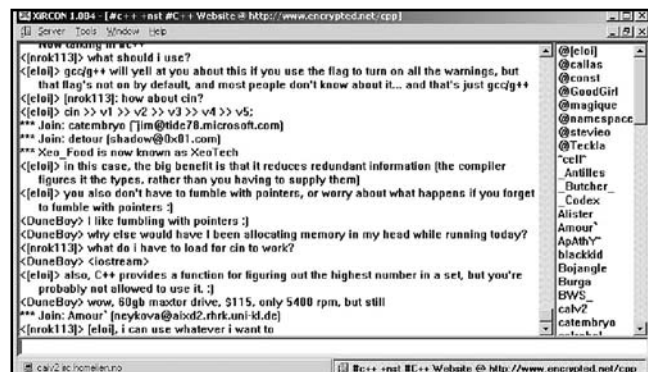 XiRCON 1.0B4 - [#c++ +nst #C++ Website @ http://www.encrypted.net/cpp]
Server Tools Window Help
Now talking in #c++
<[nrok113]> what should i use?
<[eloi]> gcc/g++ will yell at you about this if you use the flag to turn on all the warnings, but
that flag's not on by default, and most people don't know about it... and that's just gcc/g++
<[eloi]> [nrok113]: how about cin?
<[eloi]> cin >> v1 >> v2 >> v3 >> v4 >> v5;
*** Join: catembryo (~jim@tide78.microsoft.com)
*** Join: detour (shadow@0x01.com)
*** Xeo_Food is now known as XeoTech
<[eloi]> in this case, the big benefit is that it reduces redundant information (the compiler
figures it the types, rather than you having to supply them)
<[eloi]> you also don't have to fumble with pointers, or worry about what happens if you forget
to fumble with pointers :]
<DuneBoy> I like fumbling with pointers :)
<DuneBoy> why else would have I been allocating memory in my head while running today?
<[nrok113]> what do i have to load for cin to work?
<DuneBoy> <iostream>
<[eloi]> also, C++ provides a function for figuring out the highest number in a set, but you're
probably not allowed to use it. :)
<DuneBoy> wow, 60gb maxtor drive, $115, only 5400 rpm, but still
*** Join: Amour` (neykova@aixd2.rhrk.uni-kl.de)
<[nrok113]> [eloi], i can use whatever i want to
@[eloi]
@callas
@const
@GoodGirl
@magique
@namespace
@stevieo
@Teckla
^cell^
_Antilles
_Butcher_
_Codex
Alister
Amour`
ApAthY^
blackkid
Bojangle
Burga
BWS_
calv2
catembryo
calv2 irc.homelien.no
#c++ +nst #C++ Website @ http://www.encrypted.net/cpp